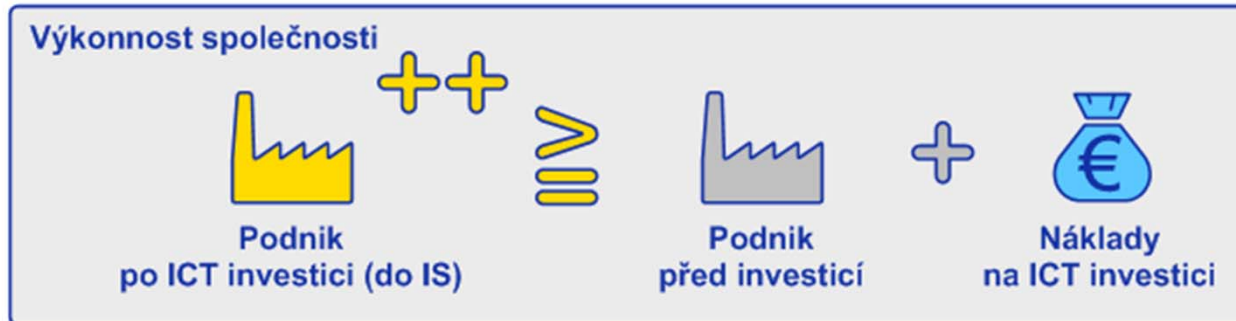 Výkonnost společnosti
++
≥
=
+
€
Podnik
po ICT investici (do IS)
Podnik
před investicí
Náklady
na ICT investici